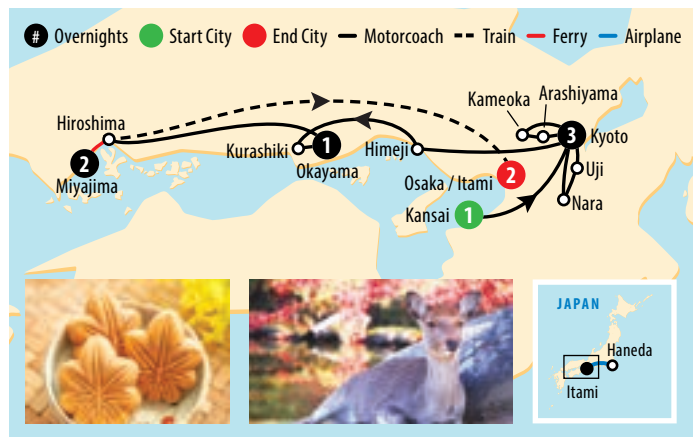 # Overnights Start City End City Motorcoach Train Ferry Airplane
Kameoka
Arashiyama
3 Kyoto
Hiroshima
Kurashiki
1
Okayama
Himeji
2
Miyajima
Osaka / Itami 2
Uji
Kansai 1
Nara
JAPAN
Haneda
Itami